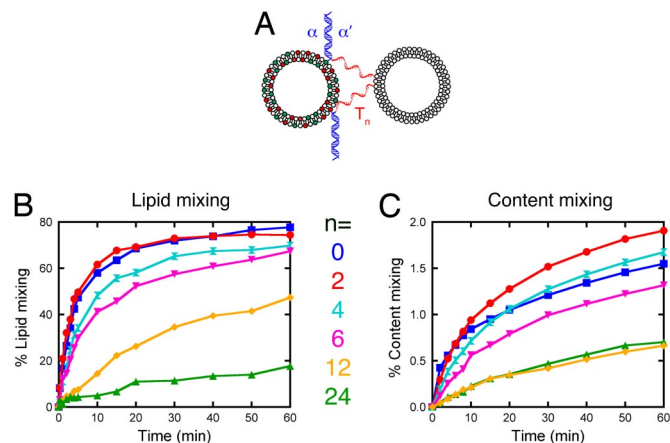 A
α α′
Tn
B Lipid mixing
C Content mixing
n=
0
2
4
6
12
24
% Lipid mixing
80
60
40
20
0
0 10 20 30 40 50 60
Time (min)
% Content mixing
2.0
1.5
1.0
0.5
0.0
0 10 20 30 40 50 60
Time (min)